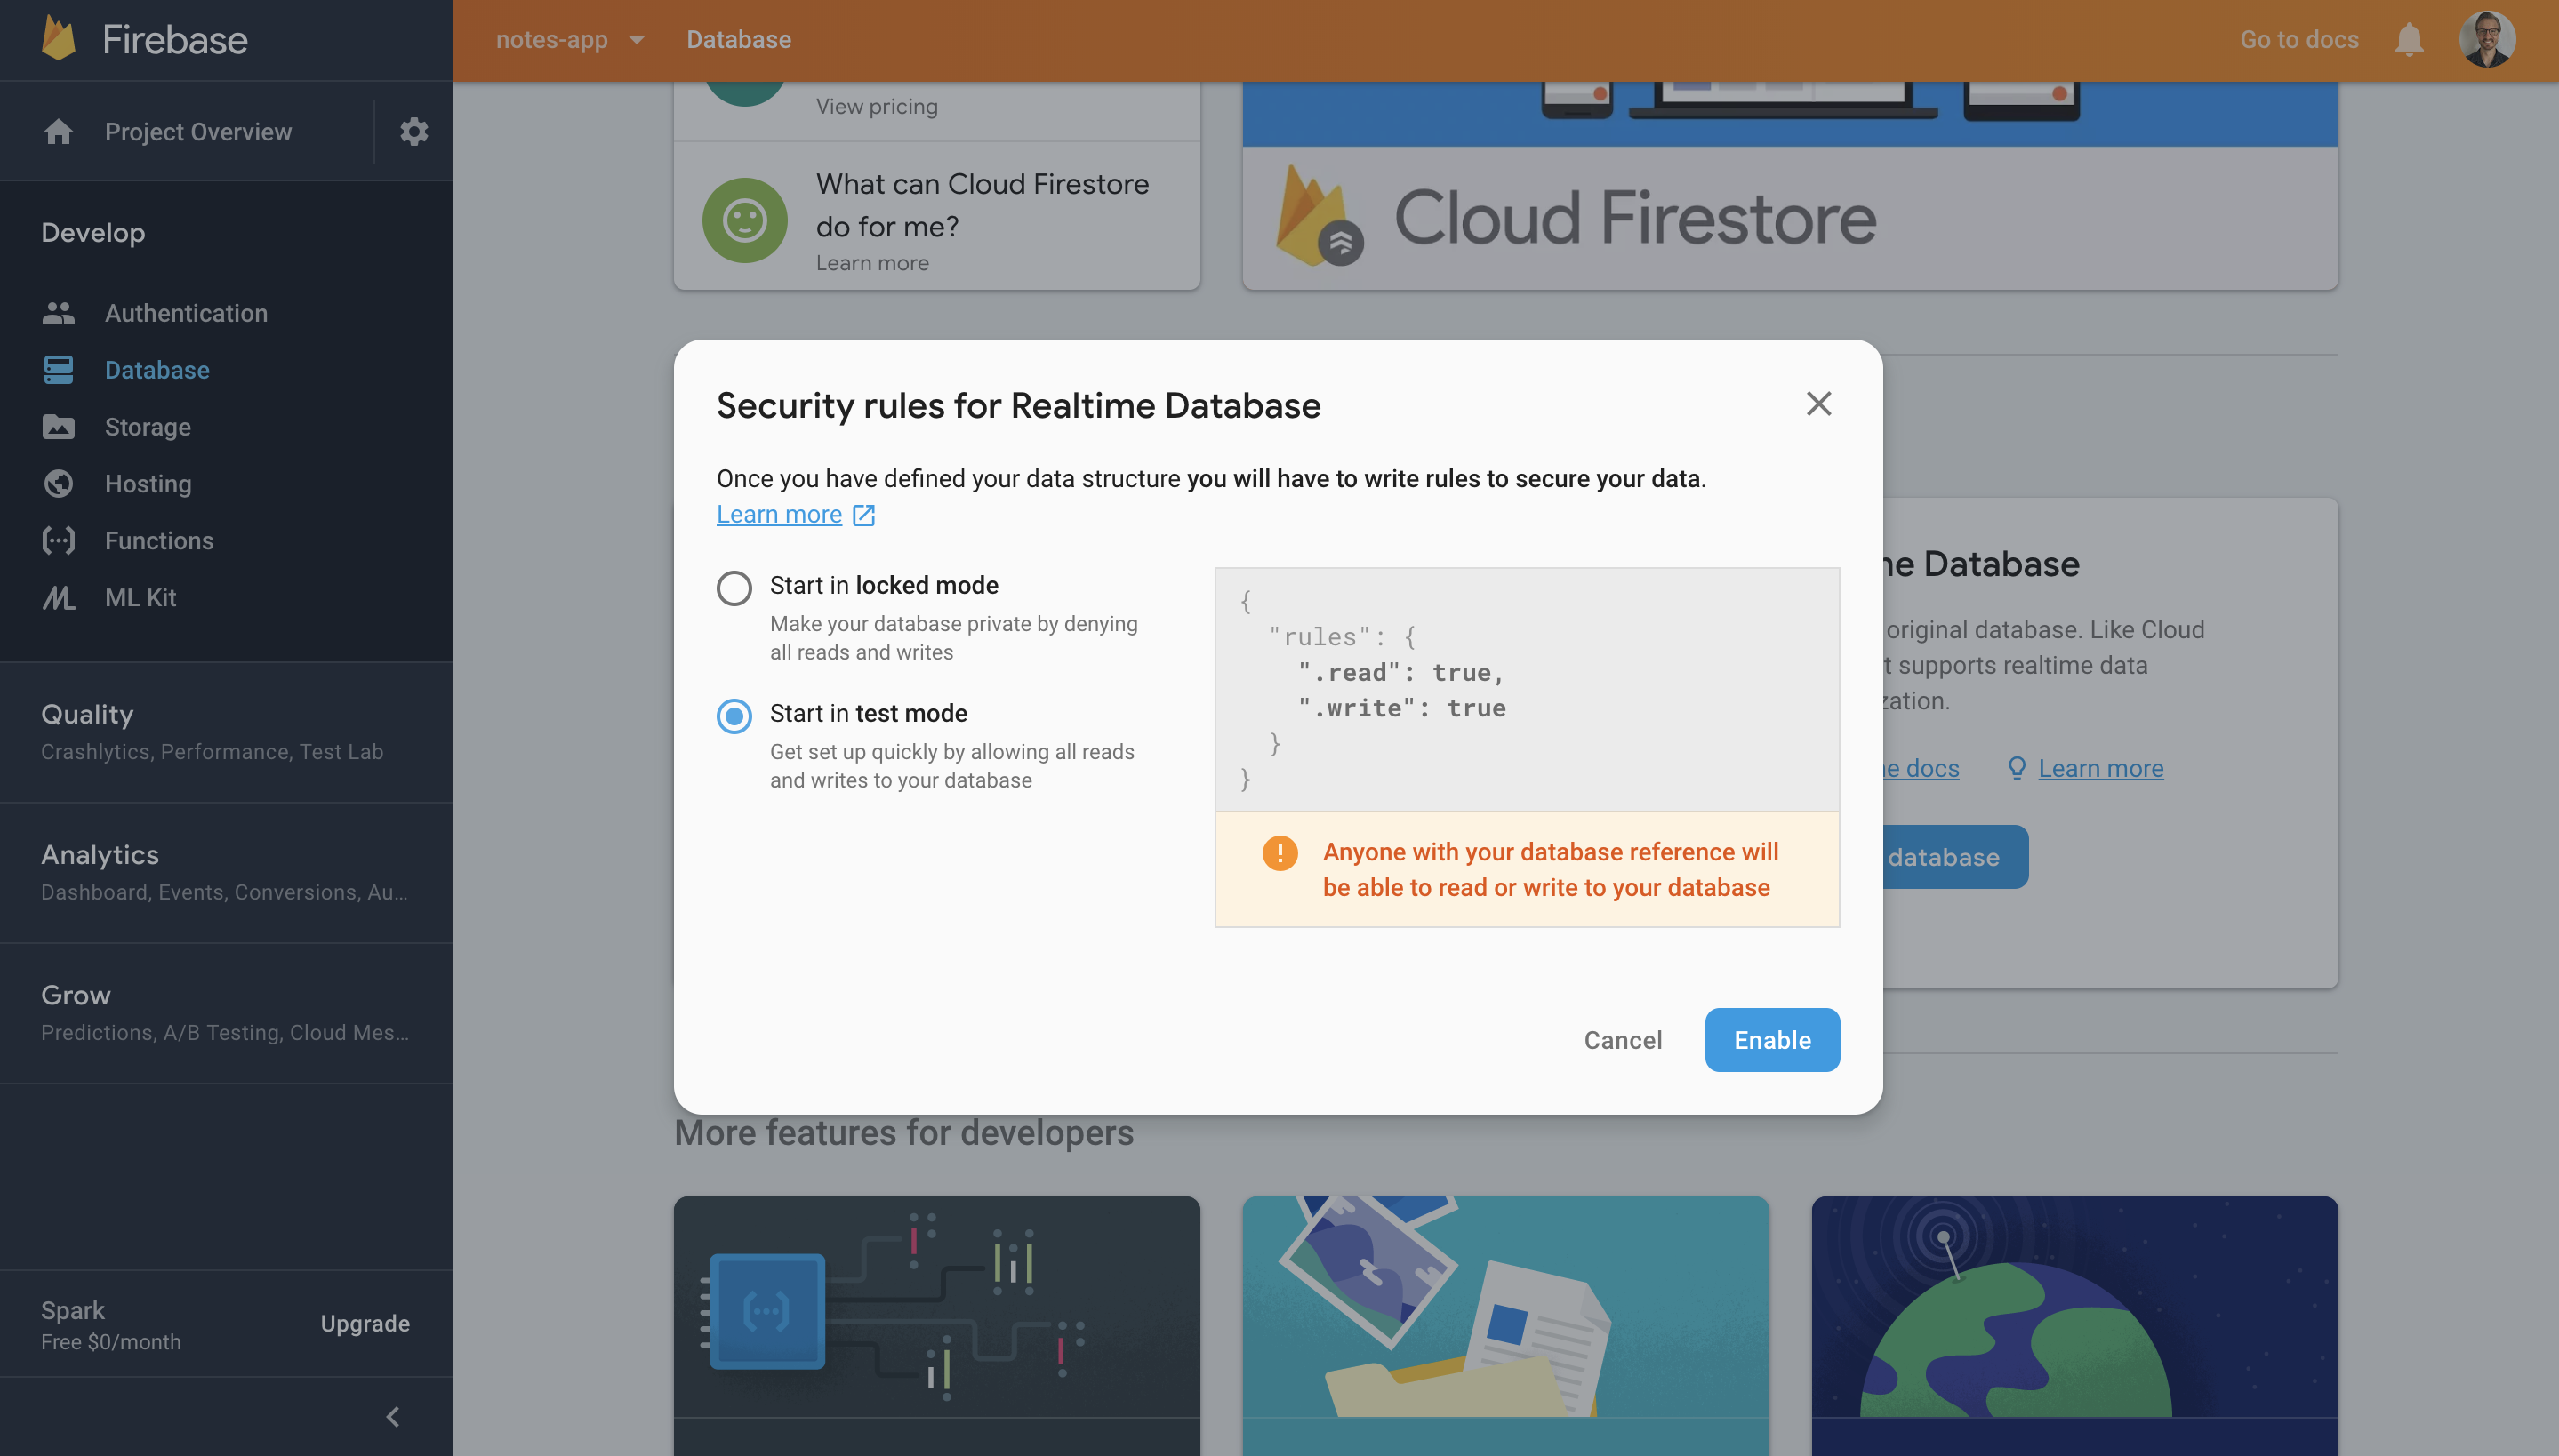 Firebase
notes-app
Database
Go to docs
Project Overview
Develop
Authentication
Database
Storage
Hosting
Functions
ML Kit
Quality
Crashlytics, Performance, Test Lab
Analytics
Dashboard, Events, Conversions, Au...
Grow
Predictions, A/B Testing, Cloud Mes...
Spark
Free $0/month
Upgrade
View pricing
What can Cloud Firestore
do for me?
Learn more
Cloud Firestore
Security rules for Realtime Database
Once you have defined your data structure you will have to write rules to secure your data.
Learn more
Start in locked mode
Make your database private by denying
all reads and writes
Start in test mode
Get set up quickly by allowing all reads
and writes to your database
{
"rules": {
".read": true,
".write": true
}
}
Anyone with your database reference will
be able to read or write to your database
Cancel
Enable
Database
original database. Like Cloud
supports realtime data
docs
Learn more
database
More features for developers